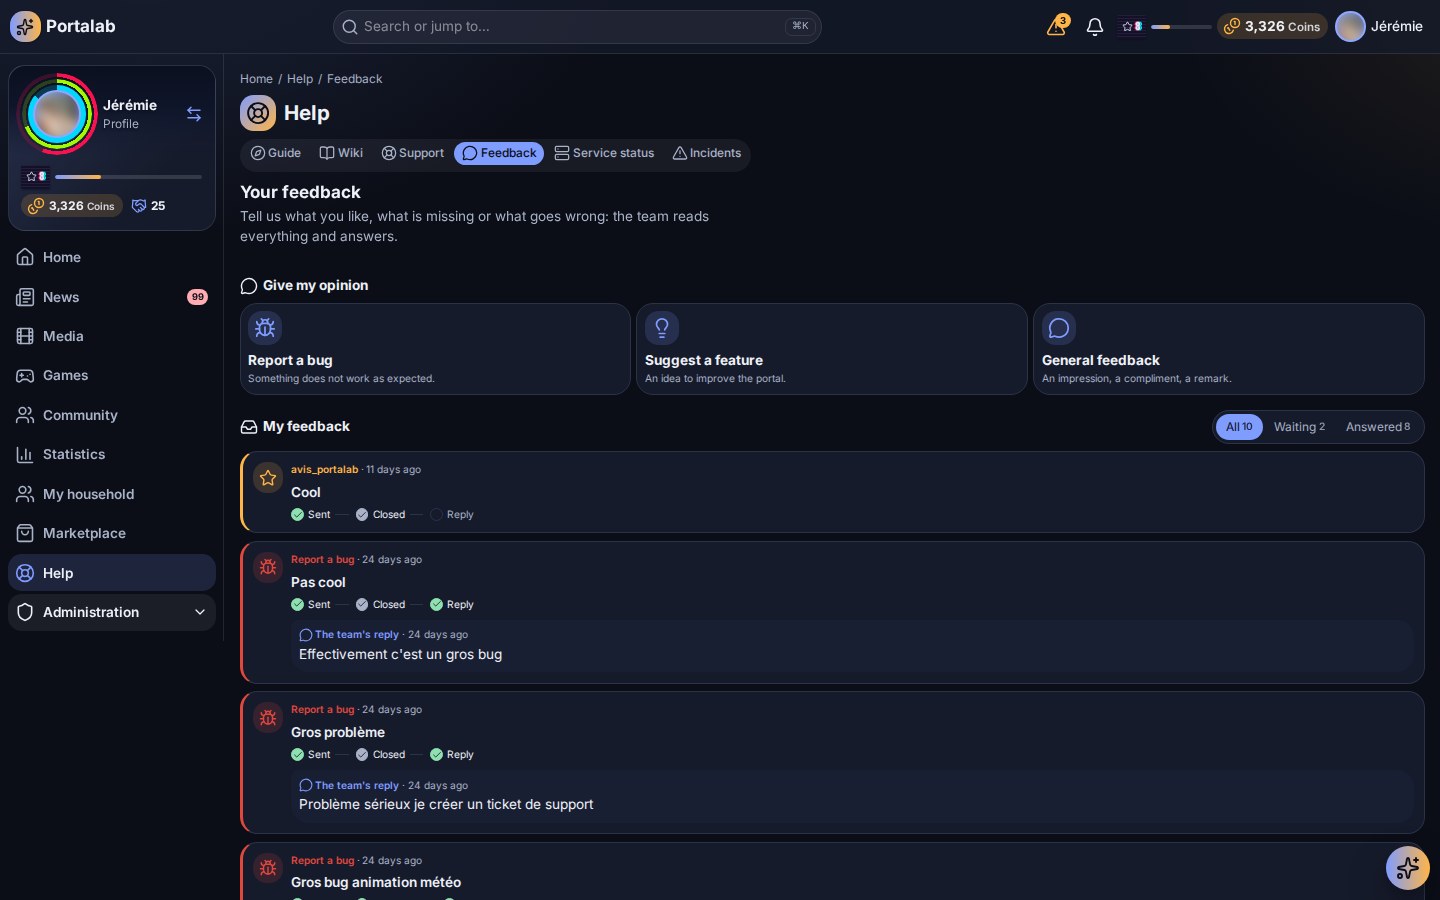 Portalab
Search or jump to...
⌘K
3
8
3,326 Coins
Jérémie
Jérémie
Profile
8
3,326 Coins
25
Home
News
99
Media
Games
Community
Statistics
My household
Marketplace
Help
Administration
Home / Help / Feedback
Help
Guide
Wiki
Support
Feedback
Service status
Incidents
Your feedback
Tell us what you like, what is missing or what goes wrong: the team reads
everything and answers.
Give my opinion
Report a bug
Something does not work as expected.
Suggest a feature
An idea to improve the portal.
General feedback
An impression, a compliment, a remark.
My feedback
All 10
Waiting 2
Answered 8
avis_portalab · 11 days ago
Cool
Sent
Closed
Reply
Report a bug · 24 days ago
Pas cool
Sent
Closed
Reply
The team's reply · 24 days ago
Effectivement c'est un gros bug
Report a bug · 24 days ago
Gros problème
Sent
Closed
Reply
The team's reply · 24 days ago
Problème sérieux je créer un ticket de support
Report a bug · 24 days ago
Gros bug animation météo